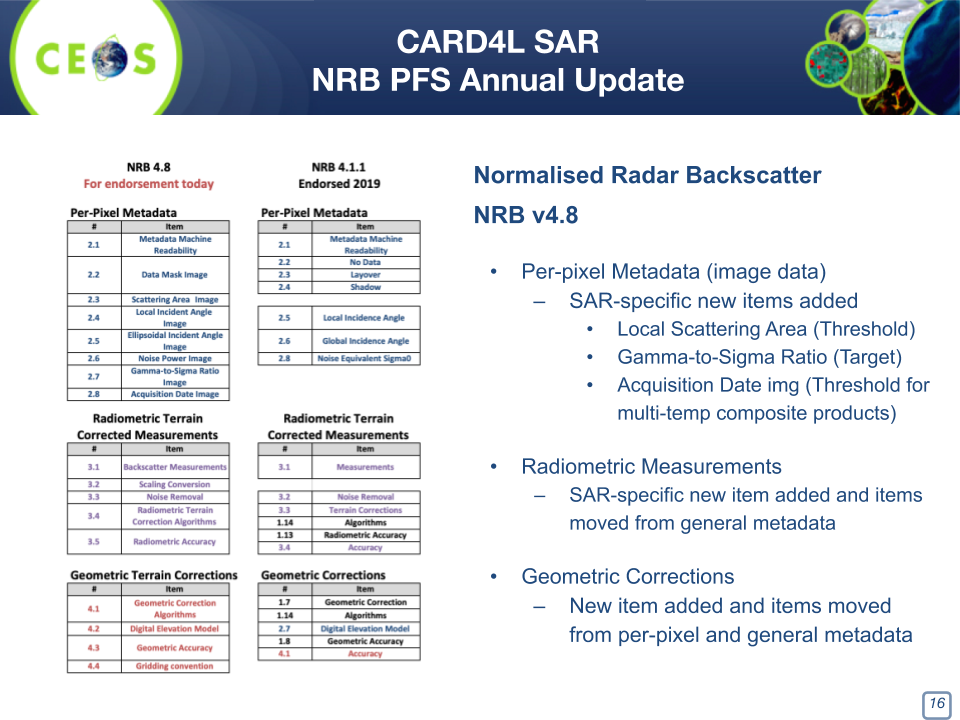 CEOS
CARD4L SAR
NRB PFS Annual Update
NRB 4.8
For endorsement today
Per-Pixel Metadata
# Item
2.1 Metadata Machine
Readability
2.2 Data Mask Image
2.3 Scattering Area Image
2.4 Local Incident Angle
Image
2.5 Ellipsoidal Incident Angle
Image
2.6 Noise Power Image
2.7 Gamma-to-Sigma Ratio
Image
2.8 Acquisition Date Image
Radiometric Terrain
Corrected Measurements
# Item
3.1 Backscatter Measurements
3.2 Scaling Conversion
3.3 Noise Removal
3.4 Radiometric Terrain
Correction Algorithms
3.5 Radiometric Accuracy
Geometric Terrain Corrections
# Item
4.1 Geometric Correction
Algorithms
4.2 Digital Elevation Model
4.3 Geometric Accuracy
4.4 Gridding convention
NRB 4.1.1
Endorsed 2019
Per-Pixel Metadata
# Item
2.1 Metadata Machine
Readability
2.2 No Data
2.3 Layover
2.4 Shadow
2.5 Local Incidence Angle
2.6 Global Incidence Angle
2.8 Noise Equivalent Sigma0
Radiometric Terrain
Corrected Measurements
# Item
3.1 Measurements
3.2 Noise Removal
3.3 Terrain Corrections
1.14 Algorithms
1.13 Radiometric Accuracy
3.4 Accuracy
Geometric Corrections
# Item
1.7 Geometric Correction
1.14 Algorithms
2.7 Digital Elevation Model
1.8 Geometric Accuracy
4.1 Accuracy
Normalised Radar Backscatter
NRB v4.8
• Per-pixel Metadata (image data)
– SAR-specific new items added
• Local Scattering Area (Threshold)
• Gamma-to-Sigma Ratio (Target)
• Acquisition Date img (Threshold for
multi-temp composite products)
• Radiometric Measurements
– SAR-specific new item added and items
moved from general metadata
• Geometric Corrections
– New item added and items moved
from per-pixel and general metadata
16